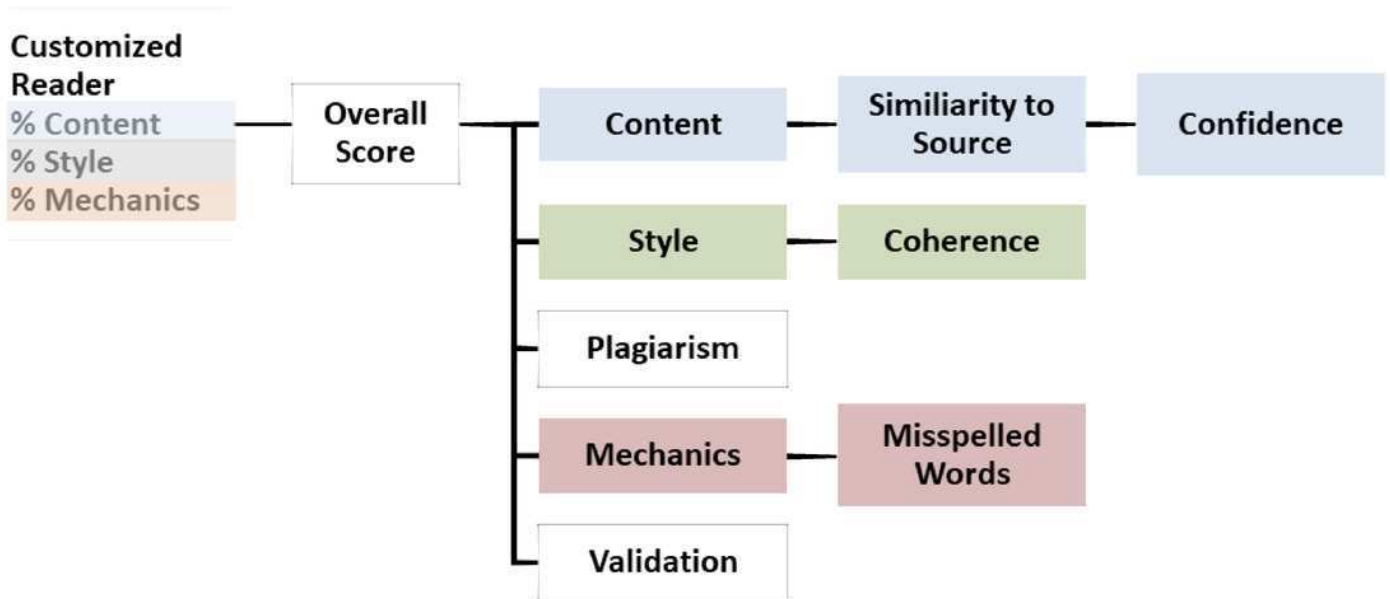 Customized
Reader
% Content
% Style
% Mechanics
Overall
Score
Content
Similiarity to
Source
Confidence
Style
Coherence
Plagiarism
Mechanics
Misspelled
Words
Validation